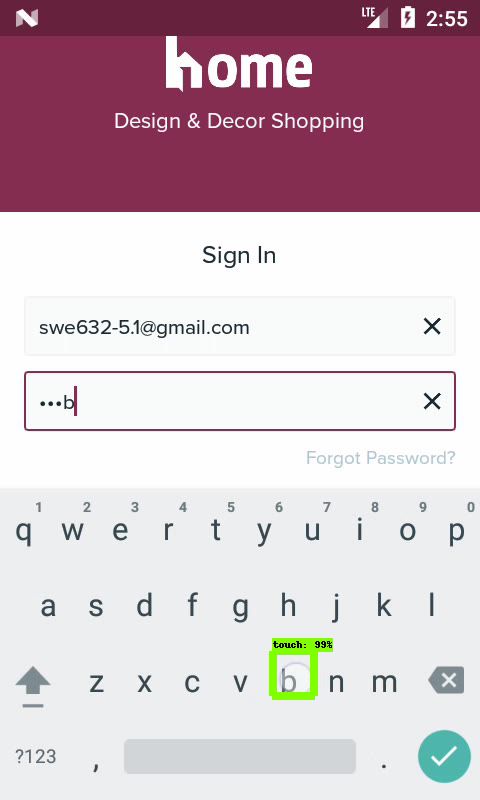 LTE 2:55
home
Design & Decor Shopping
Sign In
swe632-5.1@gmail.com
•••b
Forgot Password?
1 2 3 4 5 6 7 8 9 0
q w e r t y u i o p
a s d f g h j k l
touch: 99%
z x c v b n m
?123 , .